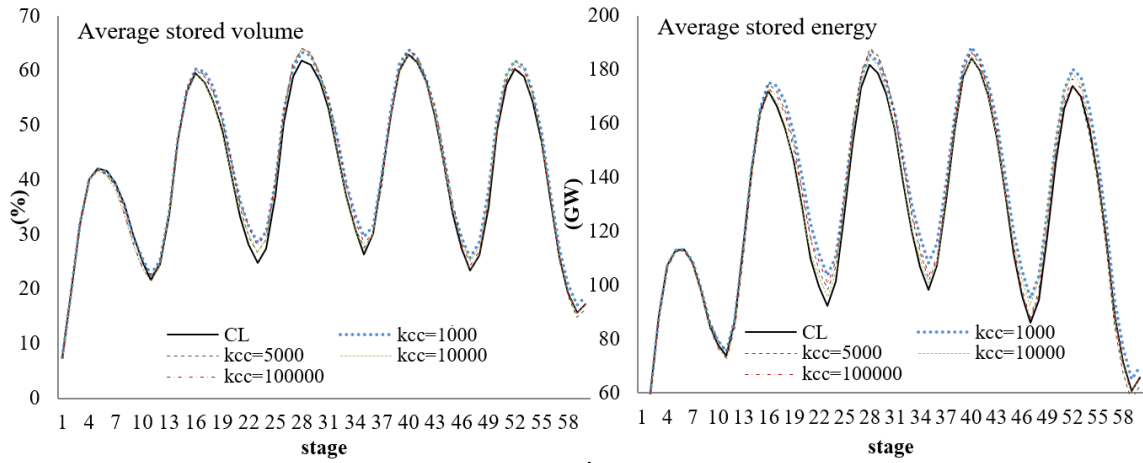 Average stored volume
70
60
50
40
30
20
10
0
(%)
CL
kcc=1000
kcc=5000
kcc=10000
kcc=100000
1 4 7 10 13 16 19 22 25 28 31 34 37 40 43 46 49 52 55 58
stage
Average stored energy
200
180
160
140
120
100
80
60
(GW)
CL
kcc=1000
kcc=5000
kcc=10000
kcc=100000
1 4 7 10 13 16 19 22 25 28 31 34 37 40 43 46 49 52 55 58
stage